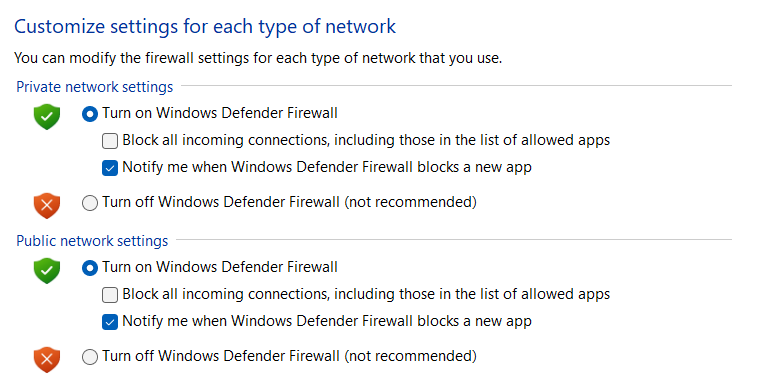 Customize settings for each type of network
You can modify the firewall settings for each type of network that you use.
Private network settings
Turn on Windows Defender Firewall
Block all incoming connections, including those in the list of allowed apps
Notify me when Windows Defender Firewall blocks a new app
Turn off Windows Defender Firewall (not recommended)
Public network settings
Turn on Windows Defender Firewall
Block all incoming connections, including those in the list of allowed apps
Notify me when Windows Defender Firewall blocks a new app
Turn off Windows Defender Firewall (not recommended)